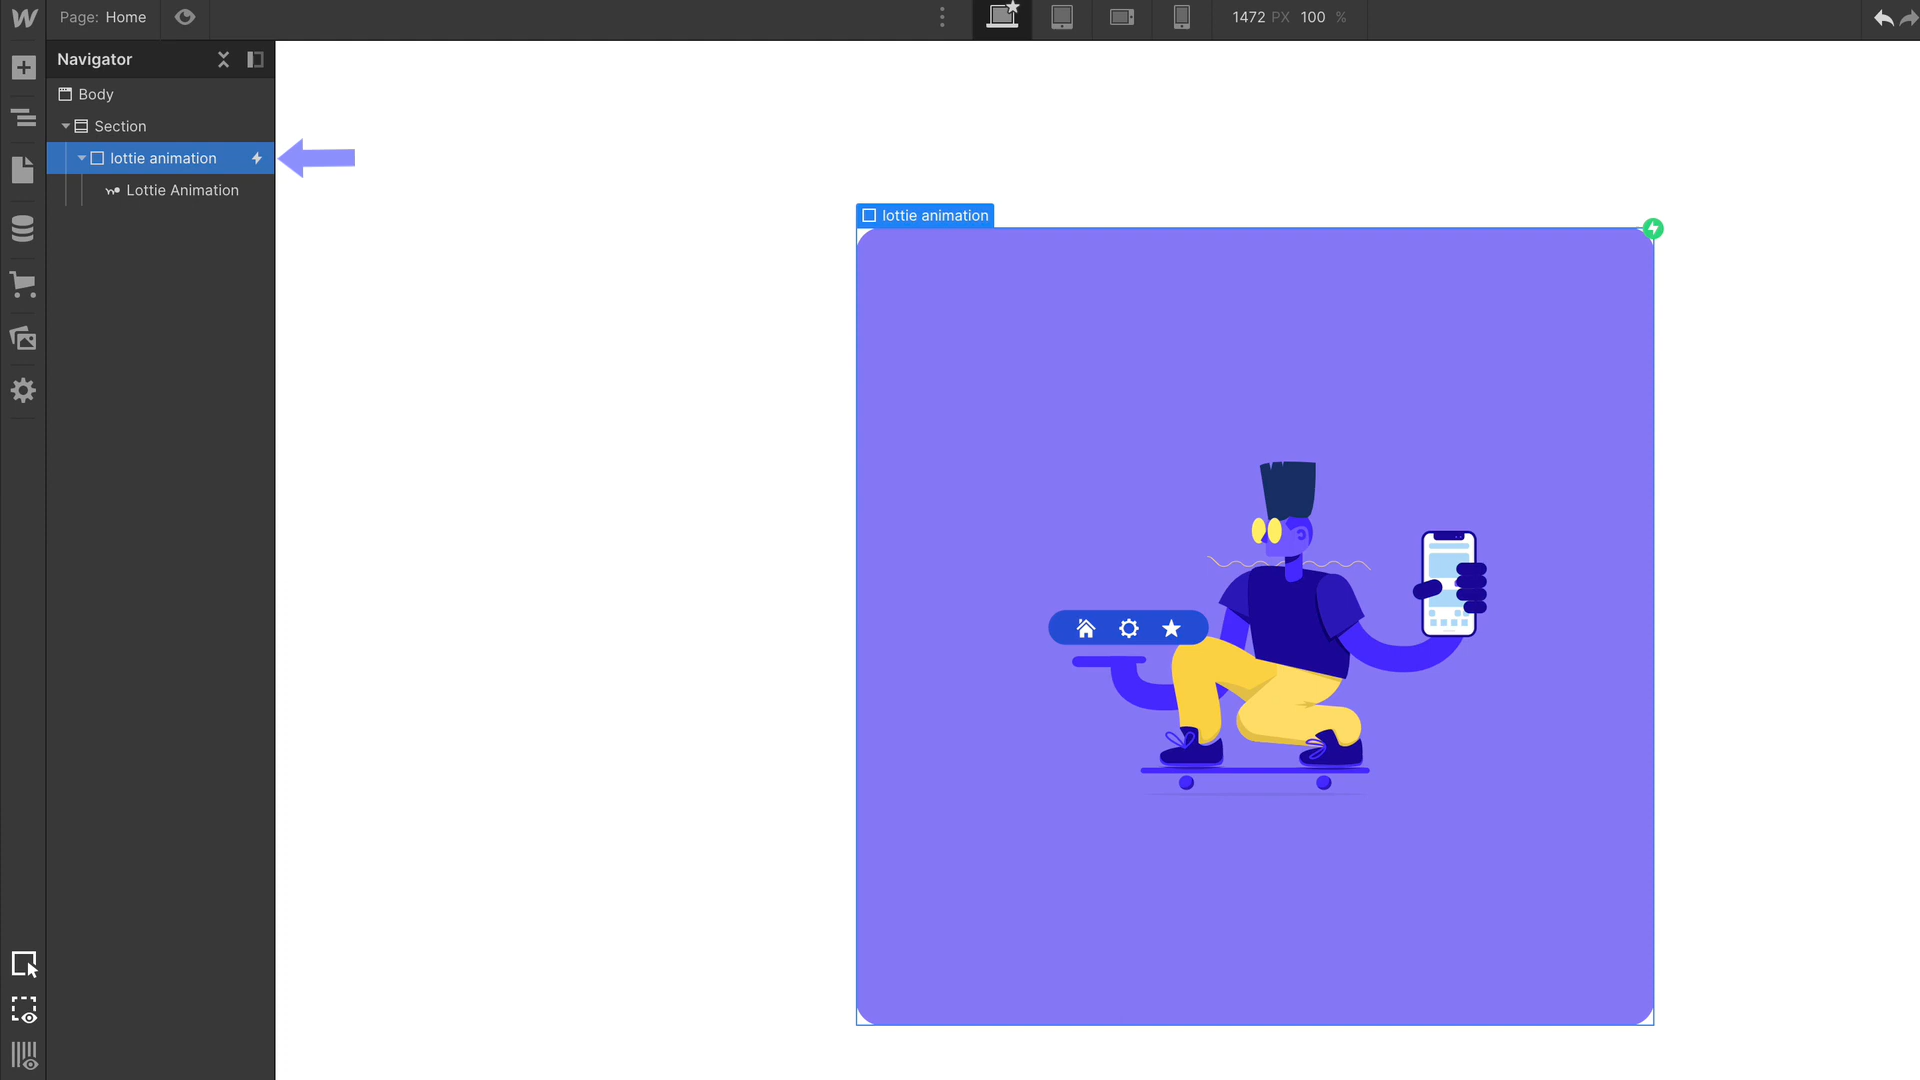 Page: Home
1472 PX 100 %
Navigator
Body
Section
lottie animation
Lottie Animation
lottie animation